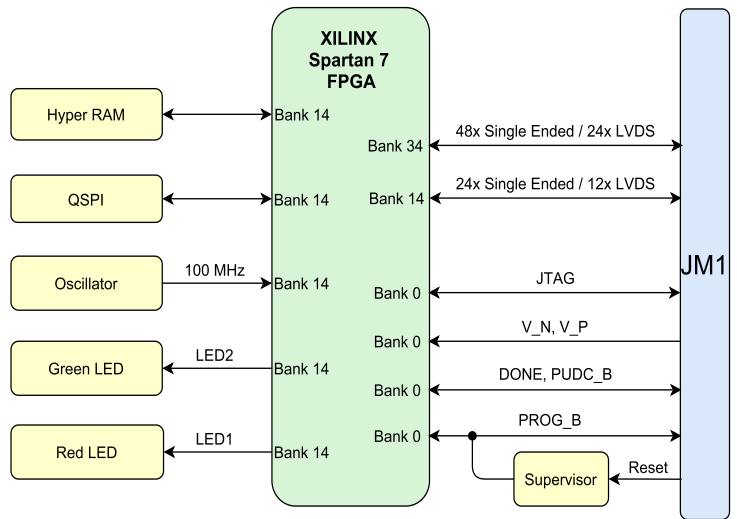 XILINX
Spartan 7
FPGA
Hyper RAM
Bank 14
Bank 34
48x Single Ended / 24x LVDS
QSPI
Bank 14
Bank 14
24x Single Ended / 12x LVDS
JM1
Oscillator
100 MHz
Bank 14
Bank 0
JTAG
Green LED
LED2
Bank 14
Bank 0
V_N, V_P
Bank 0
DONE, PUDC_B
Red LED
LED1
Bank 14
Bank 0
PROG_B
Supervisor
Reset